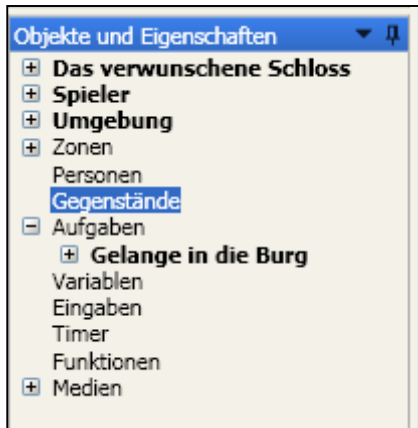 Objekte und Eigenschaften
Das verwunschene Schloss
Spieler
Umgebung
Zonen
Personen
Gegenstände
Aufgaben
Gelange in die Burg
Variablen
Eingaben
Timer
Funktionen
Medien